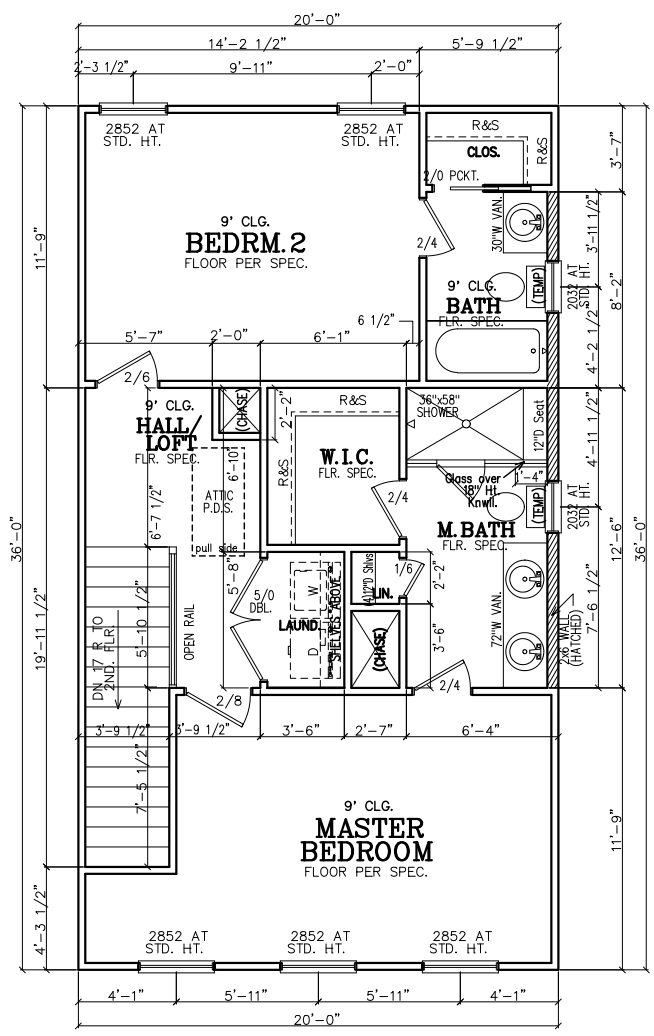 20'-0"
14'-2 1/2"
5'-9 1/2"
2'-3 1/2"
9'-11"
2'-0"
2852 AT
STD. HT.
2852 AT
STD. HT.
R&S
CLOS.
R&S
2/0 PCKT.
3'-7"
11'-9"
9' CLG.
BEDRM.2
FLOOR PER SPEC.
2/4
30"W VAN.
3'-11 1/2"
8'-2"
9' CLG.
BATH
FLR. SPEC.
(TEMP)
2032 AT
STD. HT.
4'-2 1/2"
6 1/2"
5'-7"
2'-0"
6'-1"
2/6
9' CLG.
HALL/
LOFT
FLR. SPEC.
(CHASE)
2'-2"
R&S
R&S
W.I.C.
FLR. SPEC.
36"x58"
SHOWER
12"D Seat
4'-11 1/2"
6'-10"
ATTIC
P.D.S.
pull side
6'-7 1/2"
2/4
Glass over
18" Ht.
Knwll.
1'-4"
(TEMP)
2032 AT
STD. HT.
M.BATH
FLR. SPEC.
36'-0"
12'-6"
36'-0"
5'-8"
5/0
DBL.
W
LAUND.
D
SHELVES ABOVE
(4)12"D Shlvs
LIN.
1/6
2'-2"
72"W VAN.
7'-6 1/2"
2x6 WALL
(HATCHED)
19'-11 1/2"
DN 17 R TO
2ND. FLR.
5'-10 1/2"
OPEN RAIL
(CHASE)
3'-6"
2/8
2/4
3'-9 1/2"
3'-9 1/2"
3'-6"
2'-7"
6'-4"
7'-5 1/2"
9' CLG.
MASTER
BEDROOM
FLOOR PER SPEC.
11'-9"
4'-3 1/2"
2852 AT
STD. HT.
2852 AT
STD. HT.
2852 AT
STD. HT.
4'-1"
5'-11"
5'-11"
4'-1"
20'-0"